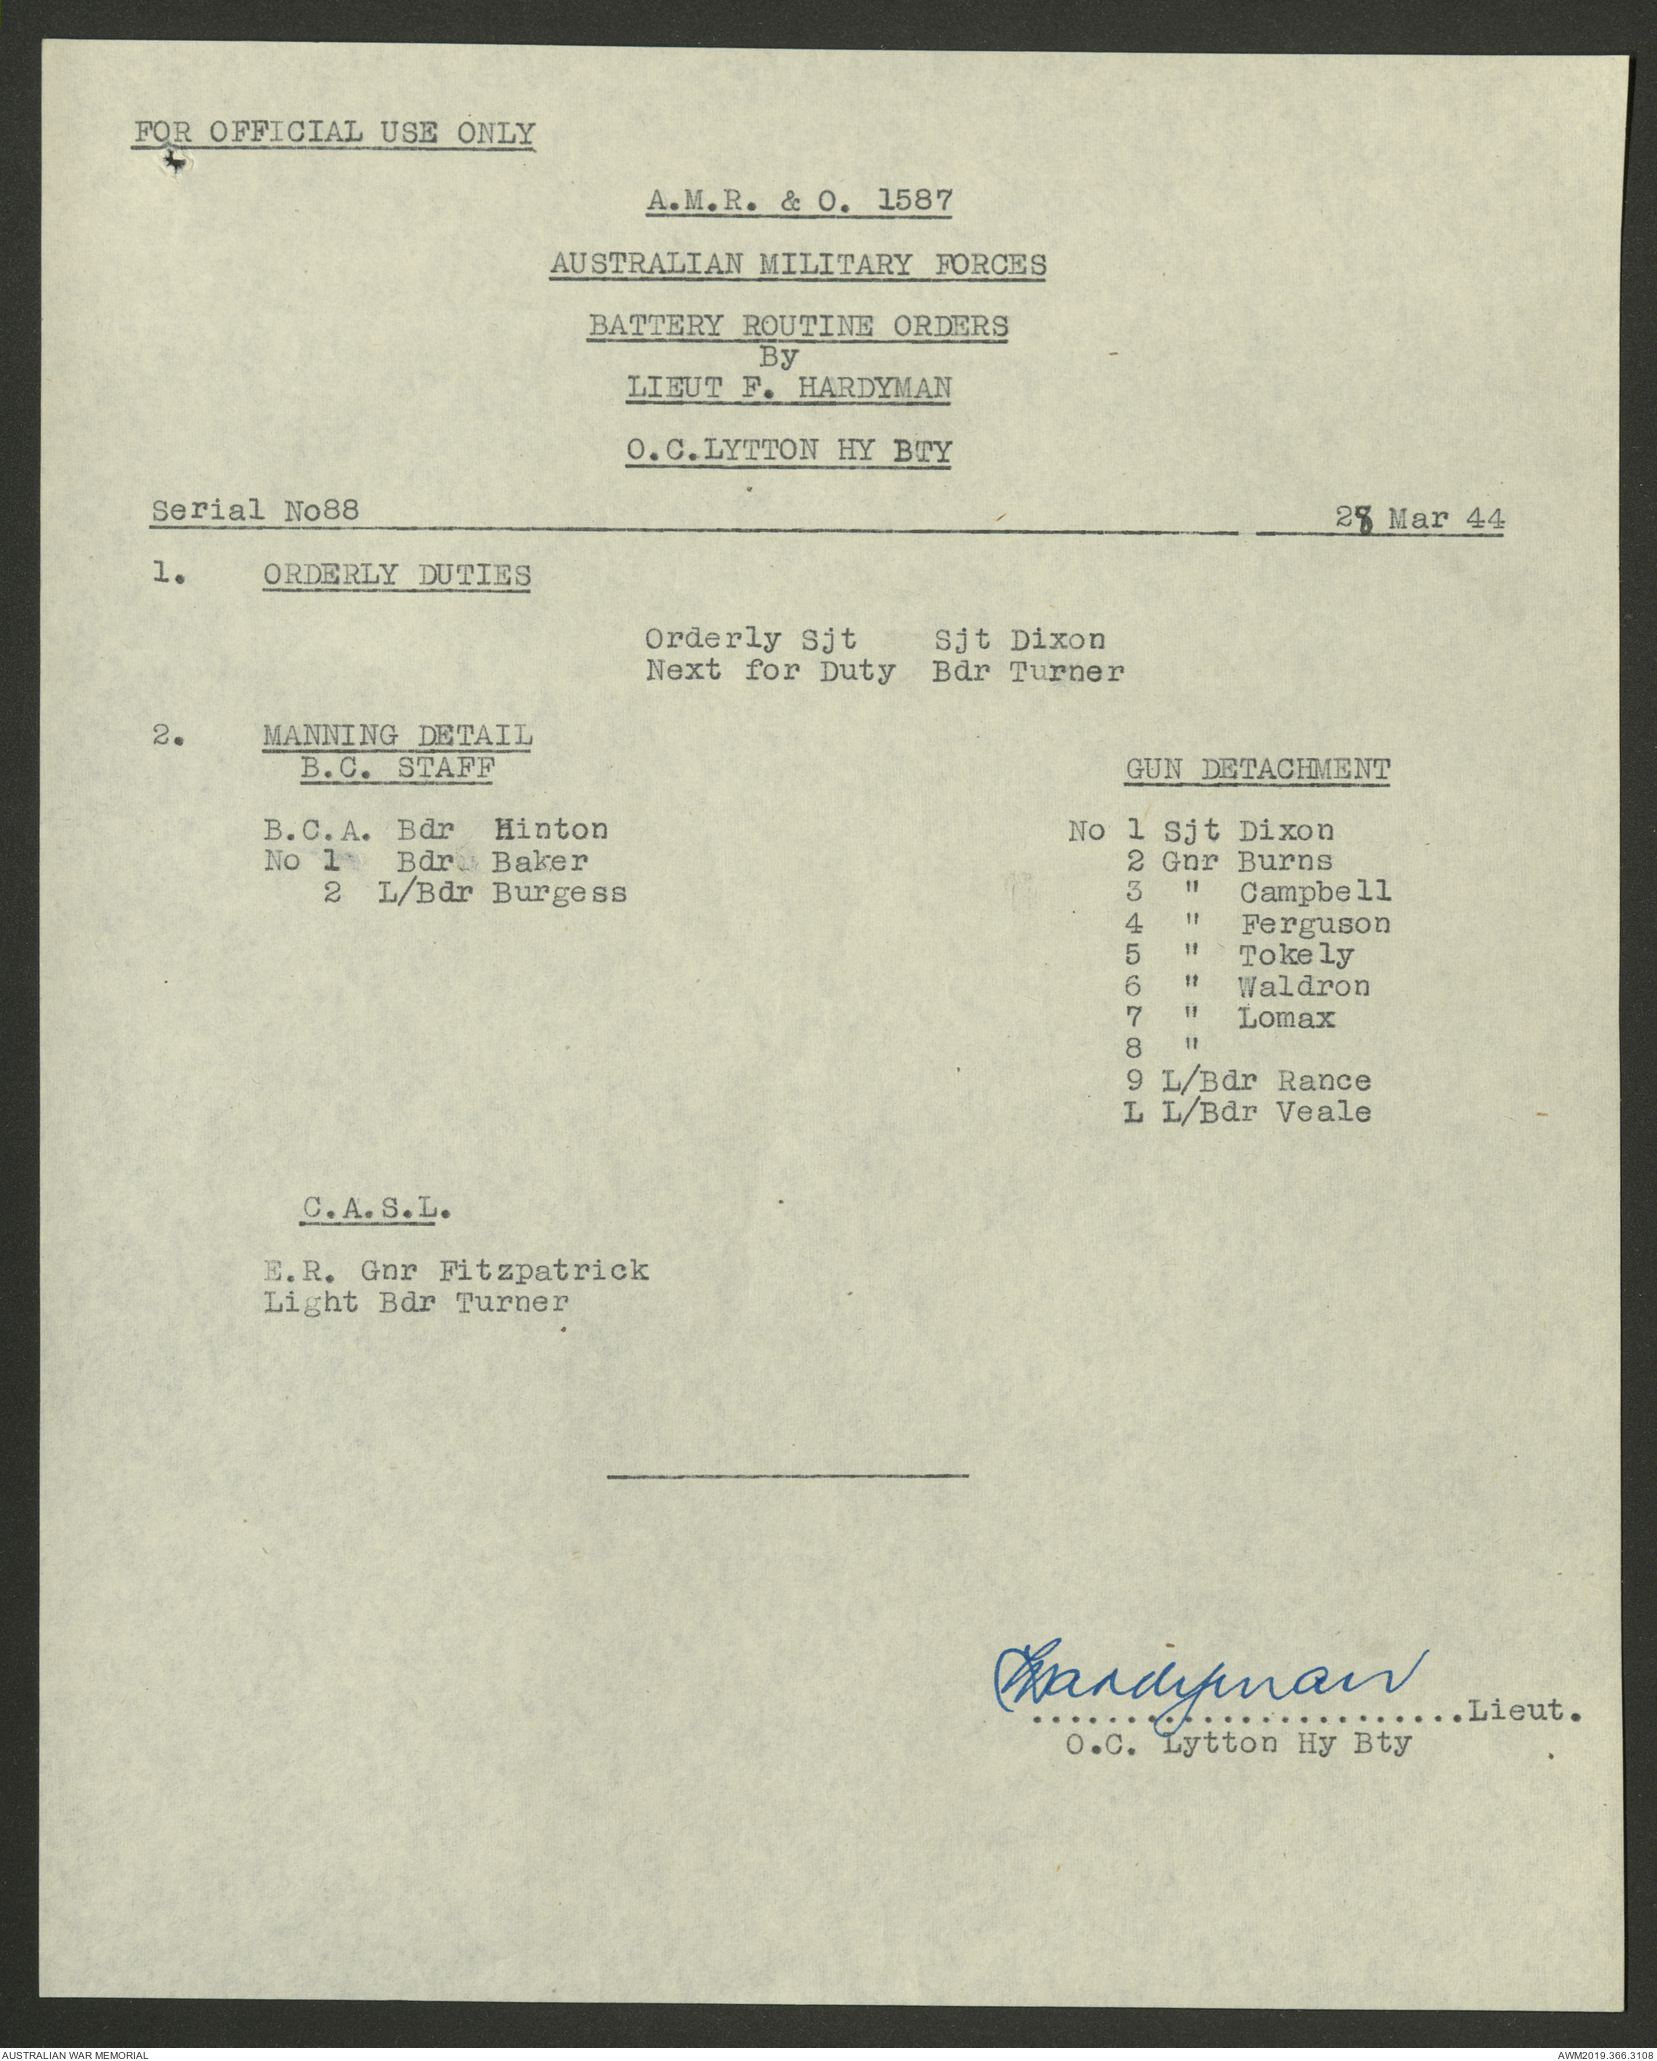 FOR OFFICIAL USE ONLY
A.M.R. & O. 1587
AUSTRALIAN MILITARY FORCES
BATTERY ROUTINE ORDERS
By
LIEUT F. HARDYMAN
O.C.LYTTON HY BTY
Serial No88 28 Mar 44
1. ORDERLY DUTIES
Orderly Sjt Sjt Dixon
Next for Duty Bdr Turner
2. MANNING DETAIL
B.C. STAFF GUN DETACHMENT
B.C.A. Bdr Hinton No 1 Sjt Dixon
No 1 Bdr Baker 2 Gnr Burns
2 L/Bdr Burgess 3 " Campbell
4 " Ferguson
5 " Tokely
6 " Waldron
7 " Lomax
8 "
9 L/Bdr Rance
L L/Bdr Veale
C.A.S.L.
E.R. Gnr Fitzpatrick
Light Bdr Turner
FHardyman
.......................Lieut.
O.C. Lytton Hy Bty
AUSTRALIAN WAR MEMORIAL AWM2019.366.3108